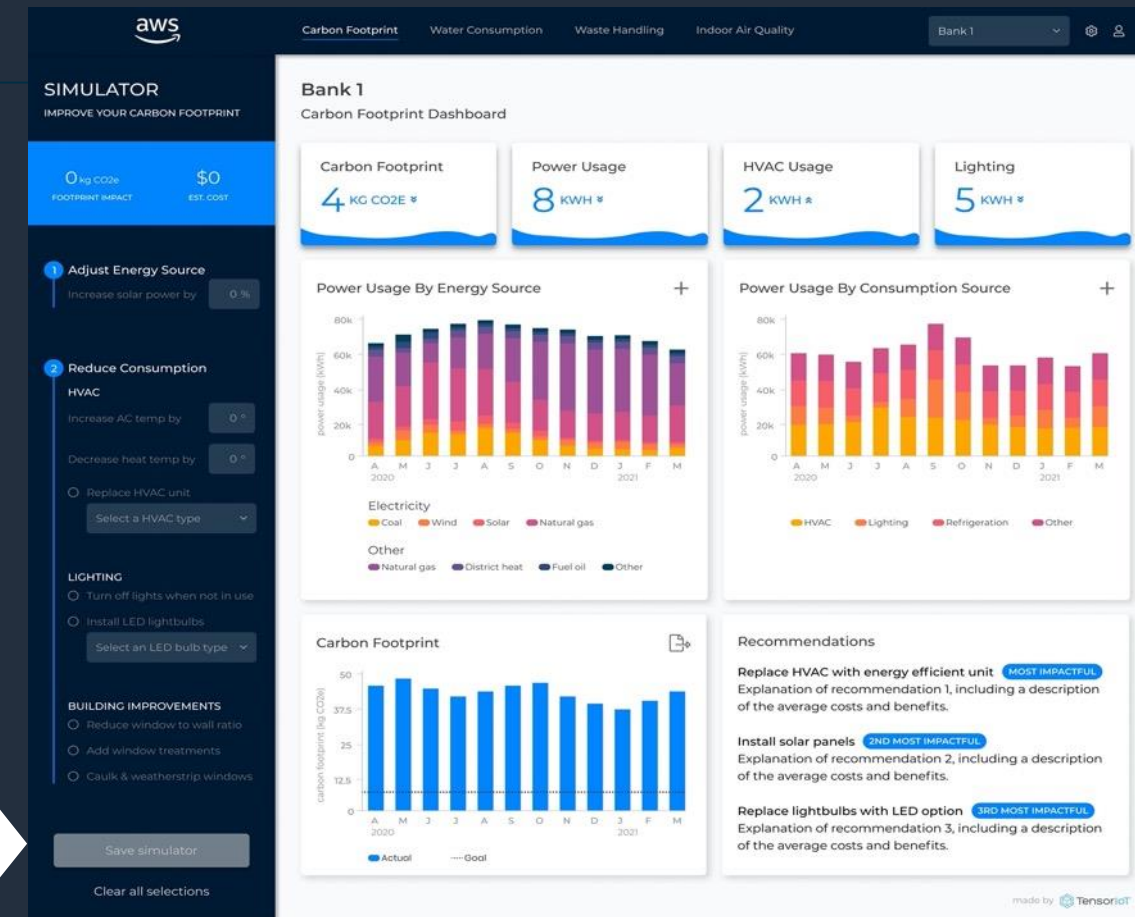 aws
Carbon Footprint Water Consumption Waste Handling Indoor Air Quality
Bank 1
SIMULATOR
IMPROVE YOUR CARBON FOOTPRINT
0 kg CO2e $0
FOOTPRINT IMPACT EST. COST
1 Adjust Energy Source
Increase solar power by 0 %
2 Reduce Consumption
HVAC
Increase AC temp by 0 °
Decrease heat temp by 0 °
Replace HVAC unit
Select a HVAC type
LIGHTING
Turn off lights when not in use
Install LED lightbulbs
Select an LED bulb type
BUILDING IMPROVEMENTS
Reduce window to wall ratio
Add window treatments
Caulk & weatherstrip windows
Save simulator
Clear all selections
Bank 1
Carbon Footprint Dashboard
Carbon Footprint
4 KG CO2E
Power Usage
8 KWH
HVAC Usage
2 KWH
Lighting
5 KWH
Power Usage By Energy Source
80k
60k
40k
20k
0
power usage (kWh)
A M J J A S O N D J F M
2020 2021
Electricity
Coal Wind Solar Natural gas
Other
Natural gas District heat Fuel oil Other
Power Usage By Consumption Source
80k
60k
40k
20k
0
power usage (kWh)
A M J J A S O N D J F M
2020 2021
HVAC Lighting Refrigeration Other
Carbon Footprint
50
37.5
25
12.5
0
carbon footprint (kg CO2e)
A M J J A S O N D J F M
2020 2021
Actual Goal
Recommendations
Replace HVAC with energy efficient unit MOST IMPACTFUL
Explanation of recommendation 1, including a description
of the average costs and benefits.
Install solar panels 2ND MOST IMPACTFUL
Explanation of recommendation 2, including a description
of the average costs and benefits.
Replace lightbulbs with LED option 3RD MOST IMPACTFUL
Explanation of recommendation 3, including a description
of the average costs and benefits.
made by TensorIoT